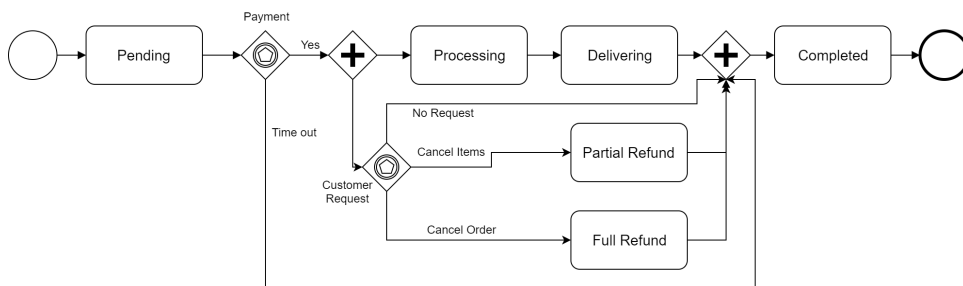 Payment
Pending
Yes
Processing
Delivering
Completed
No Request
Time out
Cancel Items
Partial Refund
Customer
Request
Cancel Order
Full Refund